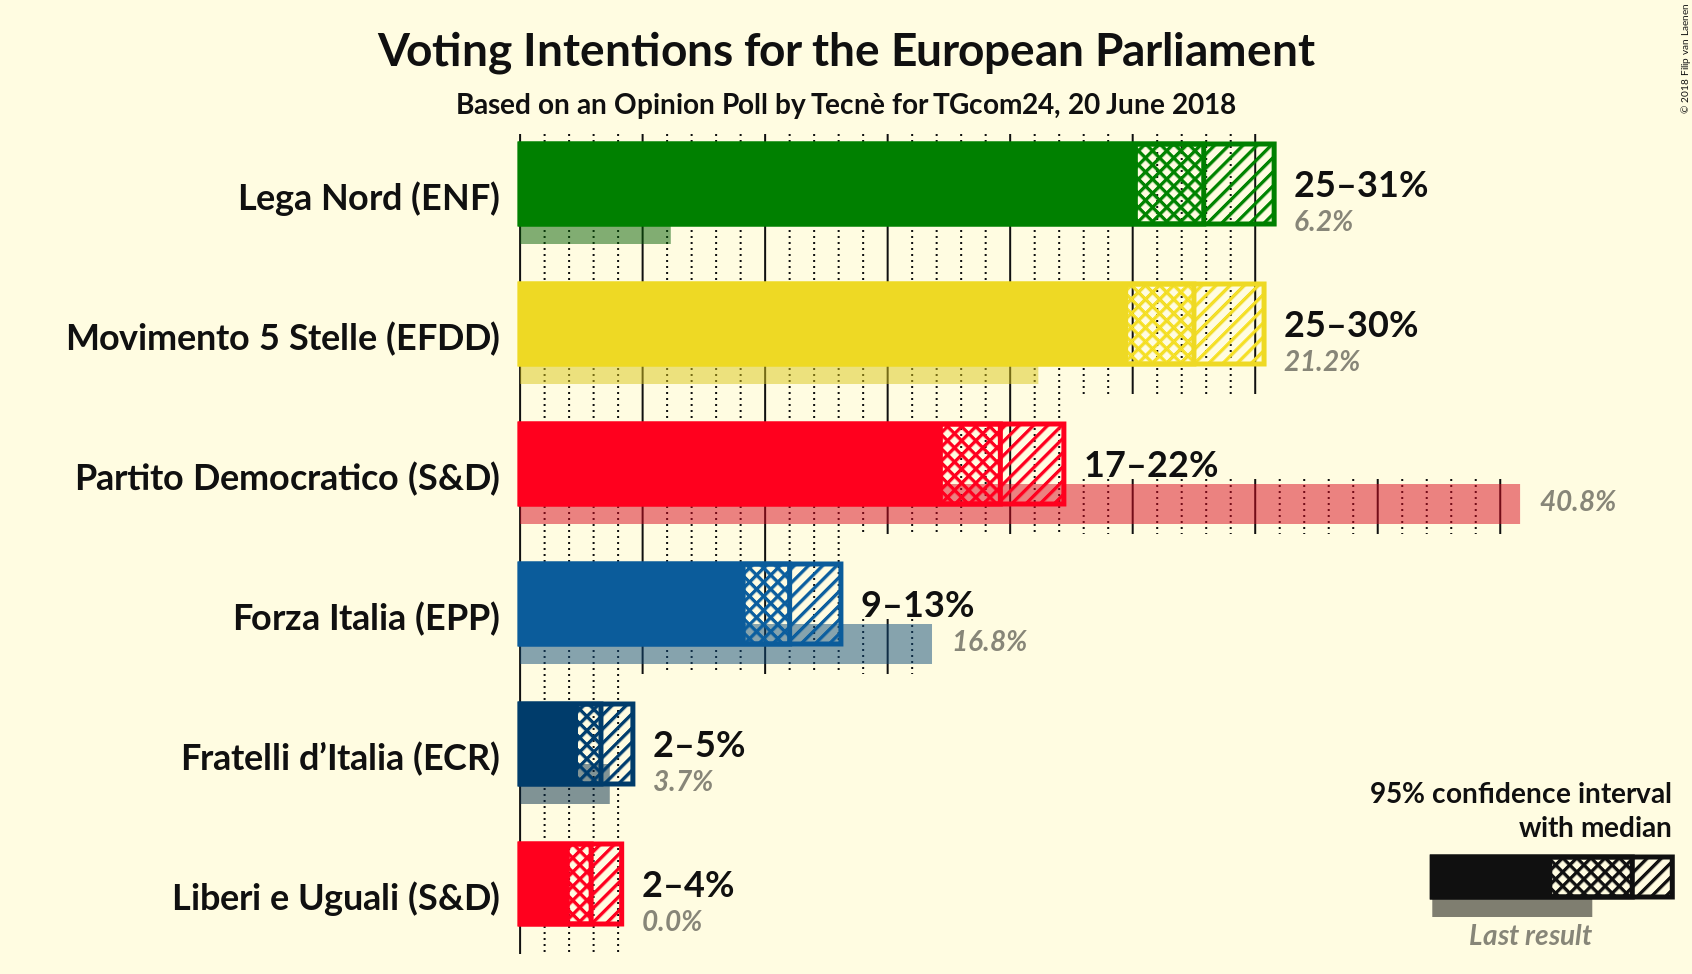 Voting Intentions for the European Parliament
Based on an Opinion Poll by Tecnè for TGcom24, 20 June 2018
© 2018 Filip van Laenen
Lega Nord (ENF)
25–31%
6.2%
Movimento 5 Stelle (EFDD)
25–30%
21.2%
Partito Democratico (S&D)
17–22%
40.8%
Forza Italia (EPP)
9–13%
16.8%
Fratelli d’Italia (ECR)
2–5%
3.7%
Liberi e Uguali (S&D)
2–4%
0.0%
95% confidence interval
with median
Last result